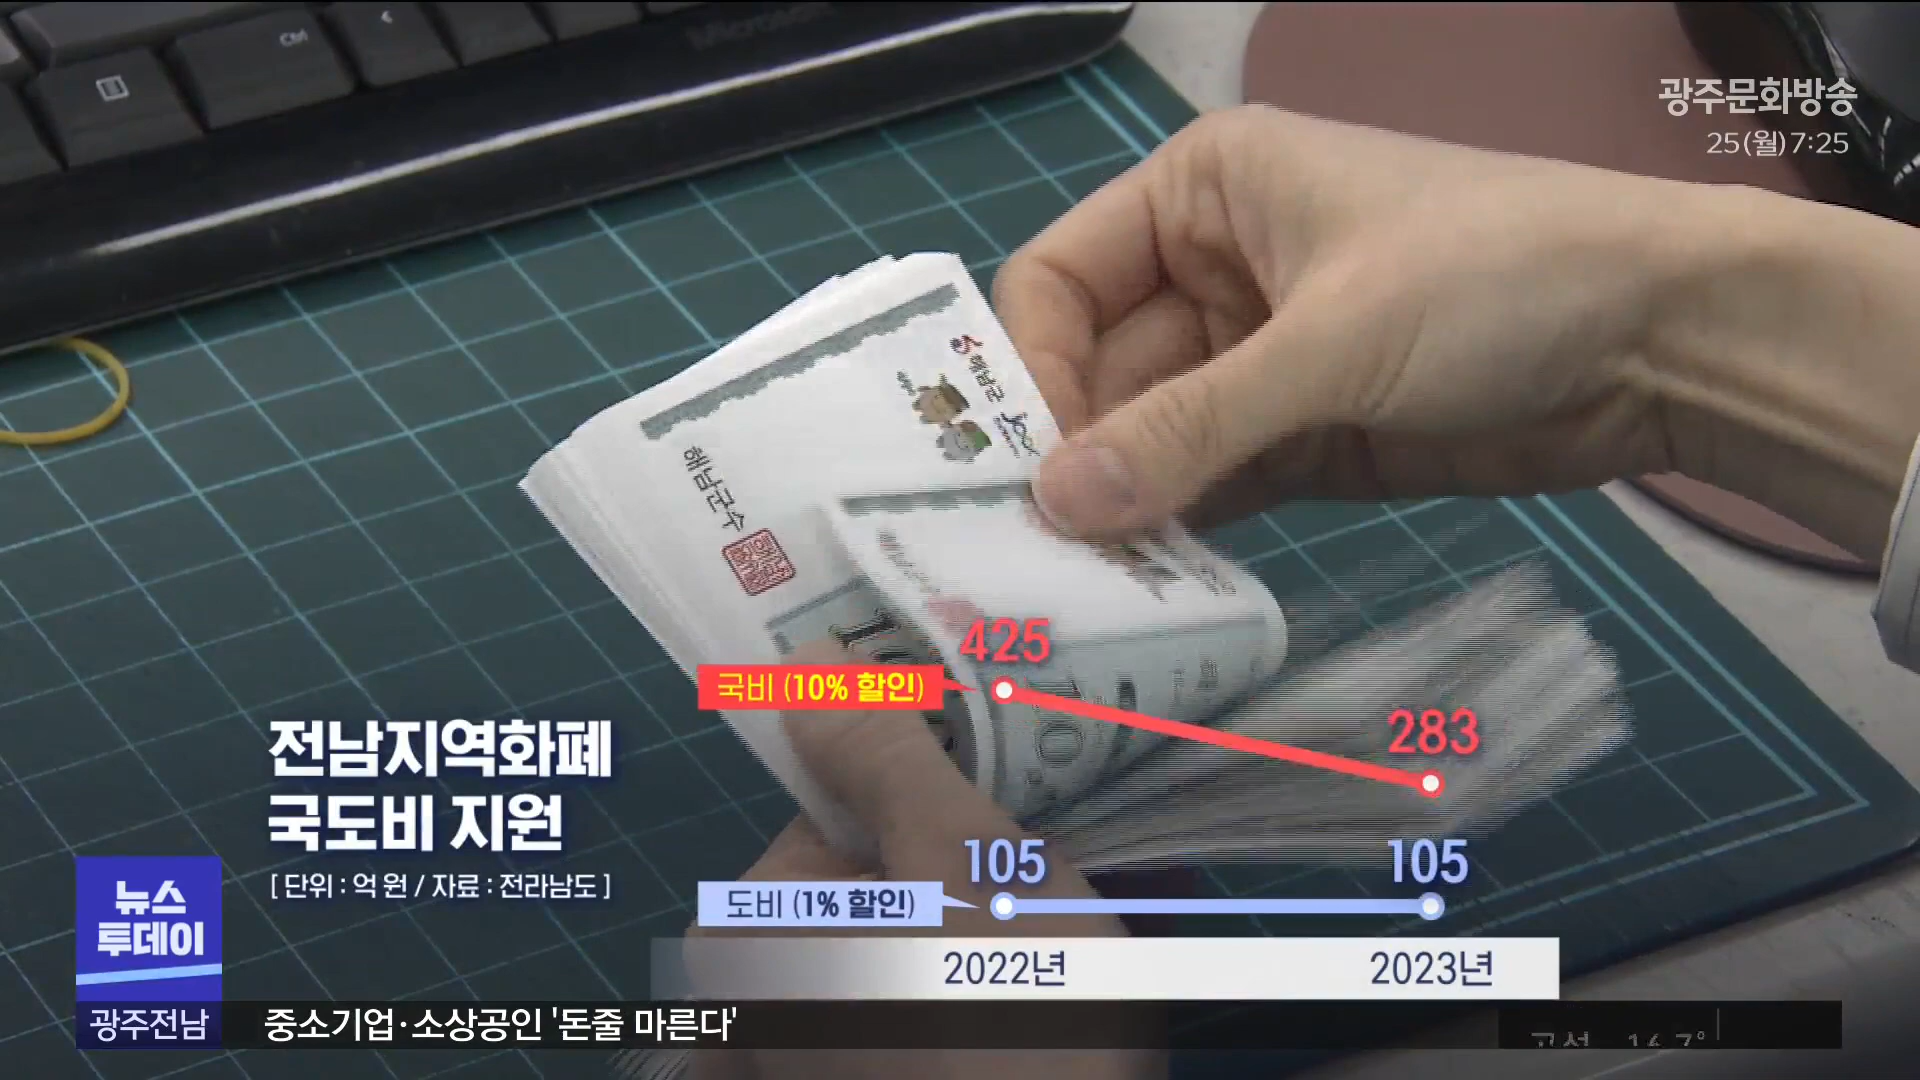 Ctrl
Microsoft
광주문화방송
25(월) 7:25
해남군
해남군수
425
국비 (10% 할인)
283
전남지역화폐
국도비 지원
[ 단위 : 억 원 / 자료 : 전라남도 ]
105
105
도비 (1% 할인)
2022년
2023년
뉴스
투데이
광주전남
중소기업·소상공인 '돈줄 마른다'